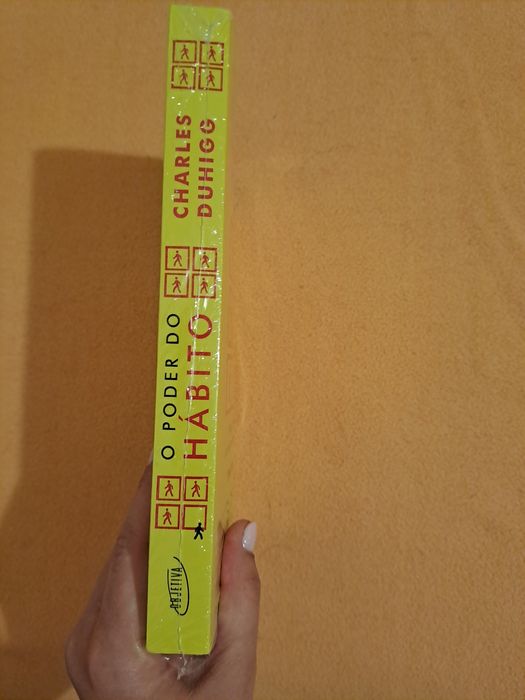 O PODER DO
HÁBITO
CHARLES
DUHIGG
OBJETIVA